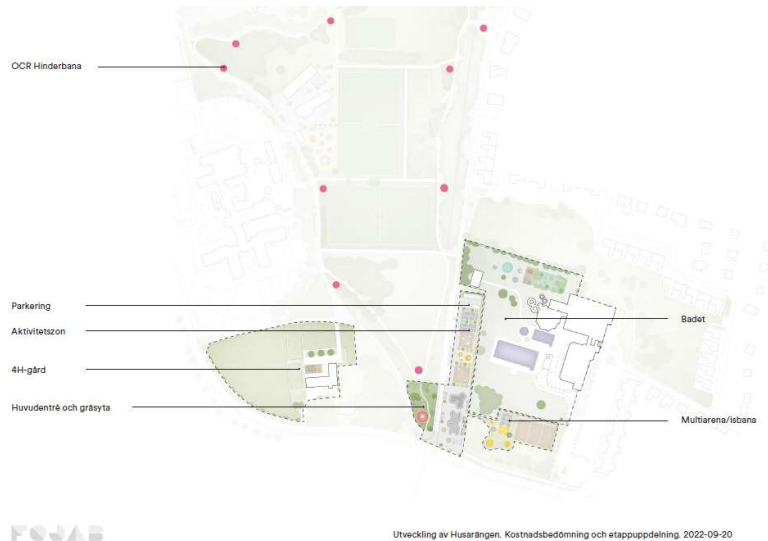 OCR Hinderbana
Parkering
Aktivitetszon
Badet
4H-gård
Huvudentrè och gräsyta
Multiarena/isbana
FOJAB
Utveckling av Husarängen. Kostnadsbedömning och etappuppdelning. 2022-09-20